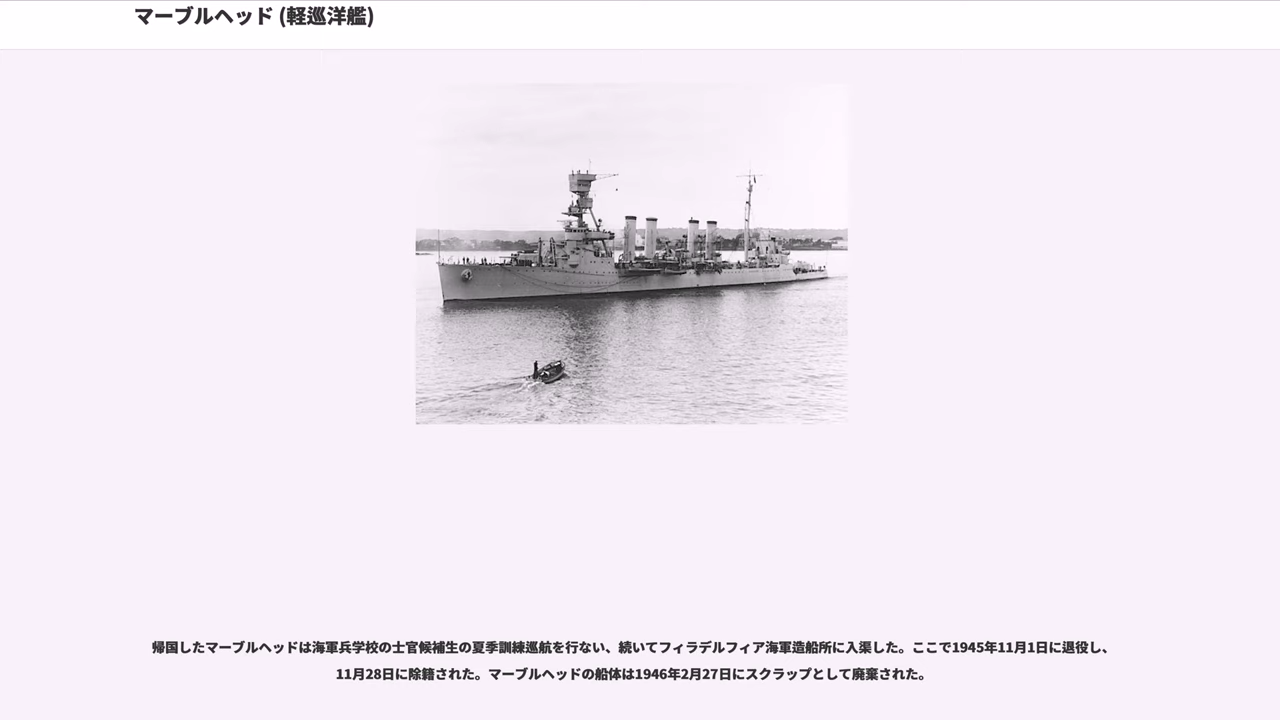 マーブルヘッド (軽巡洋艦)
帰国したマーブルヘッドは海軍兵学校の士官候補生の夏季訓練巡航を行ない、続いてフィラデルフィア海軍造船所に入渠した。ここで1945年11月1日に退役し、
11月28日に除籍された。マーブルヘッドの船体は1946年2月27日にスクラップとして廃棄された。